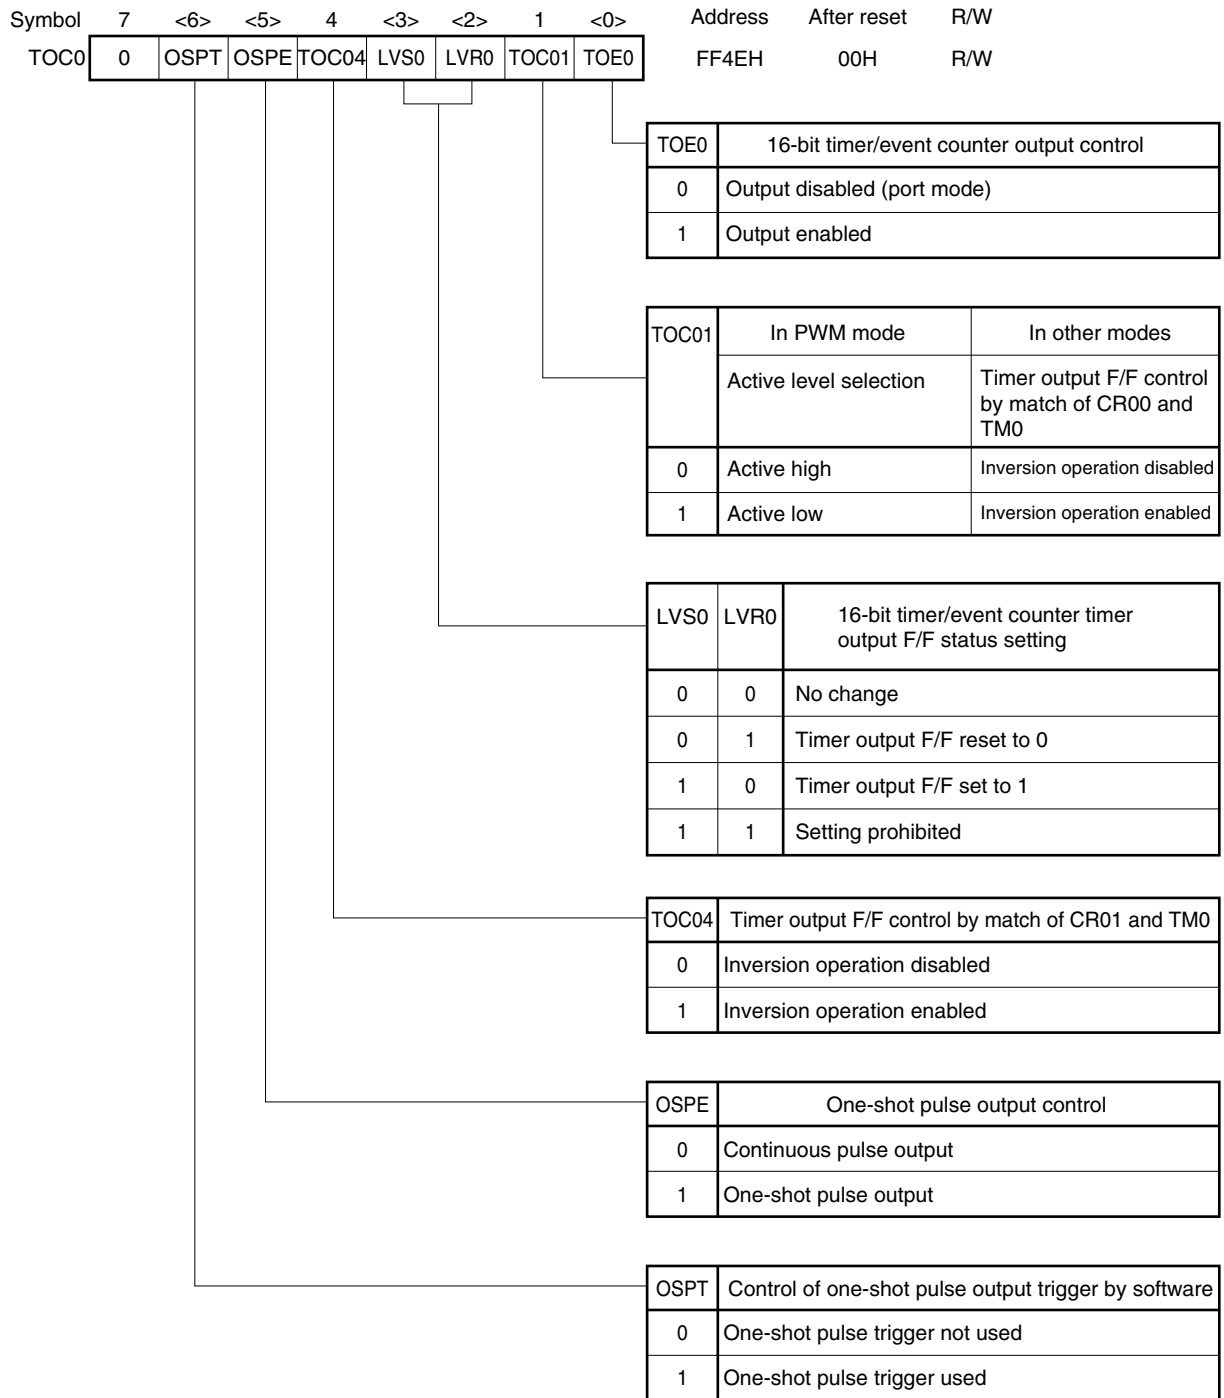 Symbol 7 <6> <5> 4 <3> <2> 1 <0> Address After reset R/W
TOC0 0 OSPT OSPE TOC04 LVS0 LVR0 TOC01 TOE0 FF4EH 00H R/W
TOE0 16-bit timer/event counter output control
0 Output disabled (port mode)
1 Output enabled
TOC01 In PWM mode In other modes
Active level selection Timer output F/F control
by match of CR00 and
TM0
0 Active high Inversion operation disabled
1 Active low Inversion operation enabled
LVS0 LVR0 16-bit timer/event counter timer
output F/F status setting
0 0 No change
0 1 Timer output F/F reset to 0
1 0 Timer output F/F set to 1
1 1 Setting prohibited
TOC04 Timer output F/F control by match of CR01 and TM0
0 Inversion operation disabled
1 Inversion operation enabled
OSPE One-shot pulse output control
0 Continuous pulse output
1 One-shot pulse output
OSPT Control of one-shot pulse output trigger by software
0 One-shot pulse trigger not used
1 One-shot pulse trigger used